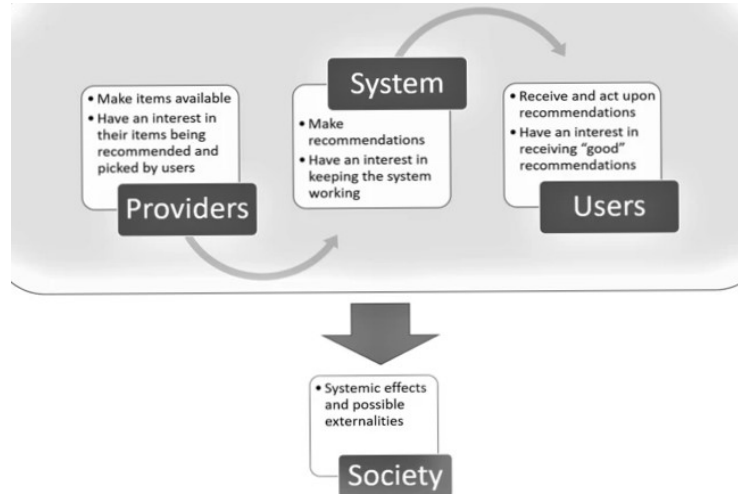 • Make items available
• Have an interest in
their items being
recommended and
picked by users
Providers
System
• Make
recommendations
• Have an interest in
keeping the system
working
• Receive and act upon
recommendations
• Have an interest in
receiving “good”
recommendations
Users
• Systemic effects
and possible
externalities
Society